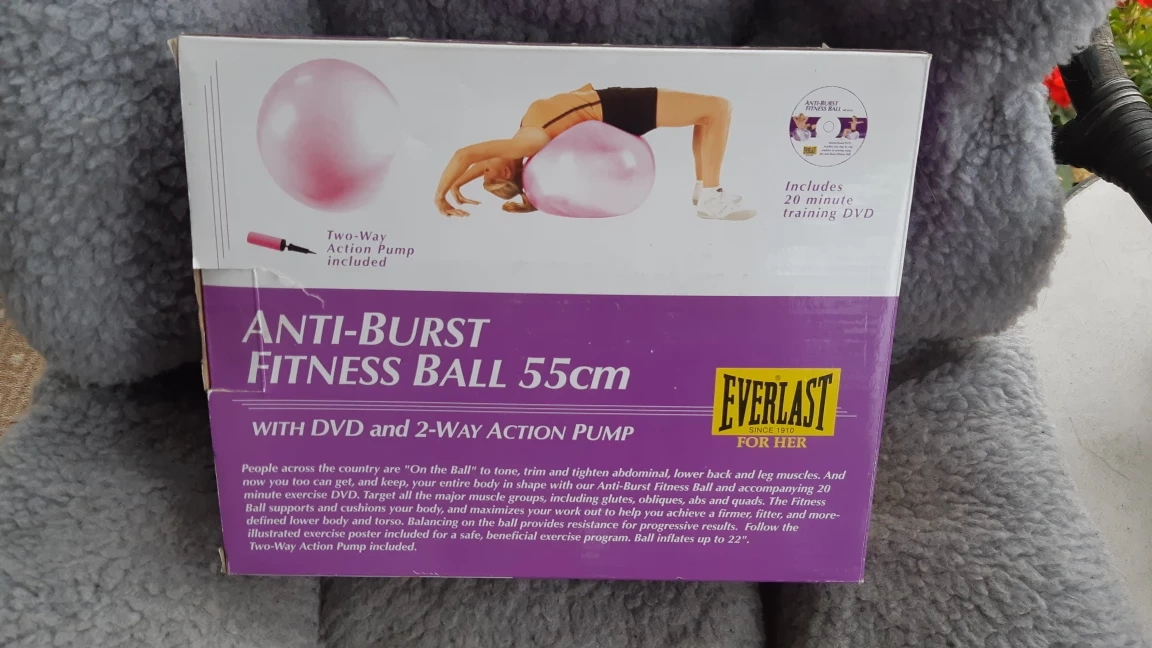 ANTI-BURST
FITNESS BALL
Includes
20 minute
training DVD
Two-Way
Action Pump
included
ANTI-BURST
FITNESS BALL 55cm
WITH DVD and 2-WAY ACTION PUMP
EVERLAST
SINCE 1910
FOR HER
People across the country are "On the Ball" to tone, trim and tighten abdominal, lower back and leg muscles. And
now you too can get, and keep, your entire body in shape with our Anti-Burst Fitness Ball and accompanying 20
minute exercise DVD. Target all the major muscle groups, including glutes, obliques, abs and quads. The Fitness
Ball supports and cushions your body, and maximizes your work out to help you achieve a firmer, fitter, and more-
defined lower body and torso. Balancing on the ball provides resistance for progressive results. Follow the
illustrated exercise poster included for a safe, beneficial exercise program. Ball inflates up to 22".
Two-Way Action Pump included.